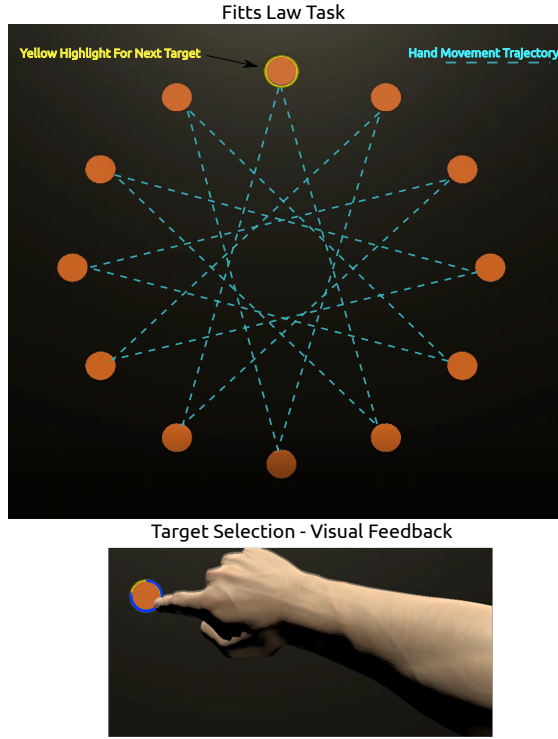 Fitts Law Task
Yellow Highlight For Next Target
Hand Movement Trajectory
Target Selection - Visual Feedback